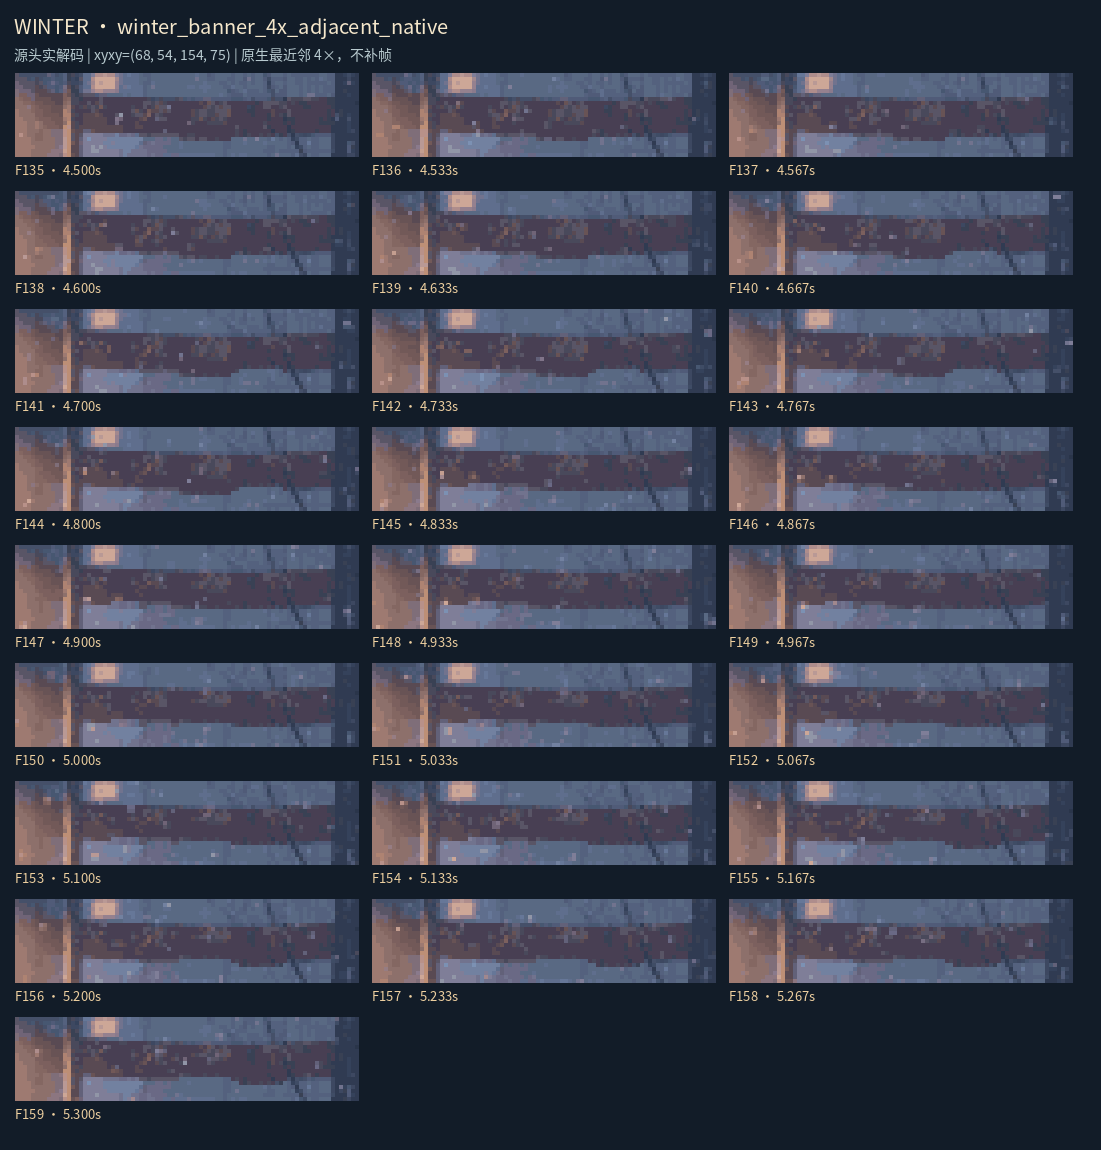 WINTER · winter_banner_4x_adjacent_native
源头实解码 | xyxy=(68, 54, 154, 75) | 原生最近邻 4×，不补帧
F135 · 4.500s
F136 · 4.533s
F137 · 4.567s
F138 · 4.600s
F139 · 4.633s
F140 · 4.667s
F141 · 4.700s
F142 · 4.733s
F143 · 4.767s
F144 · 4.800s
F145 · 4.833s
F146 · 4.867s
F147 · 4.900s
F148 · 4.933s
F149 · 4.967s
F150 · 5.000s
F151 · 5.033s
F152 · 5.067s
F153 · 5.100s
F154 · 5.133s
F155 · 5.167s
F156 · 5.200s
F157 · 5.233s
F158 · 5.267s
F159 · 5.300s